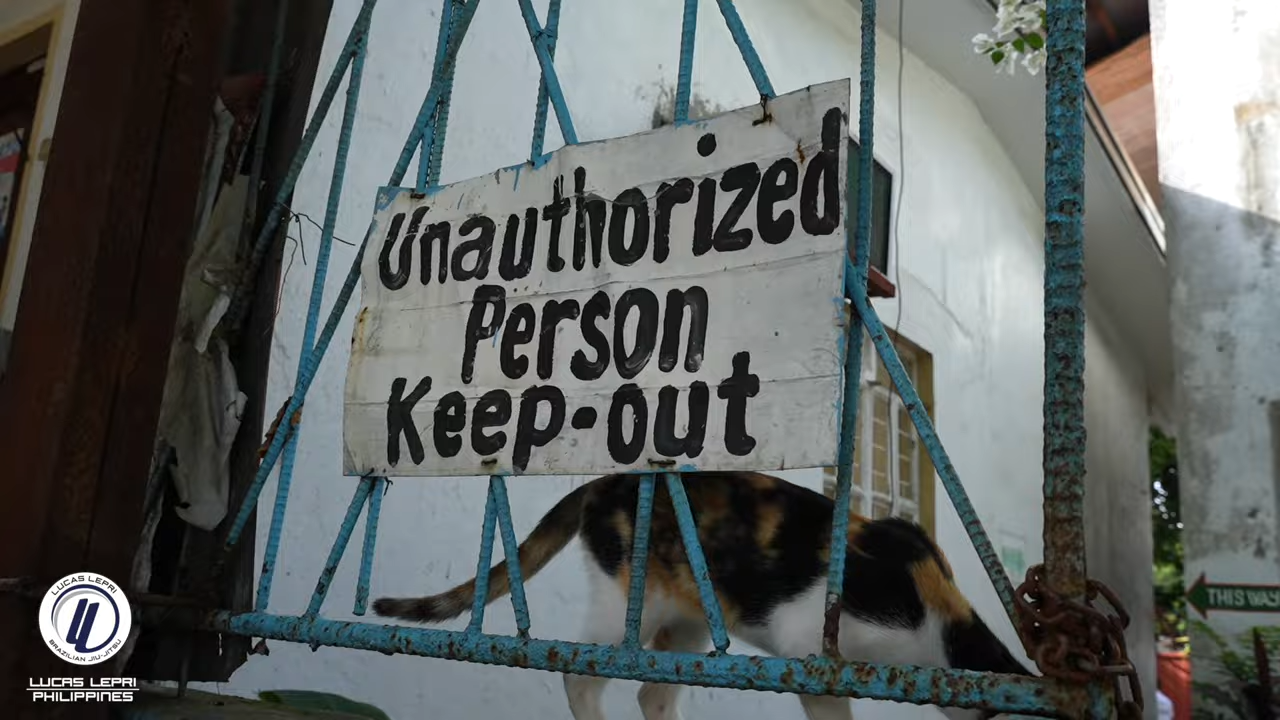 Unauthorized
Person
Keep-out
THIS WAY
LUCAS LEPRI
BRAZILIAN JIU-JITSU
LUCAS LEPRI
PHILIPPINES